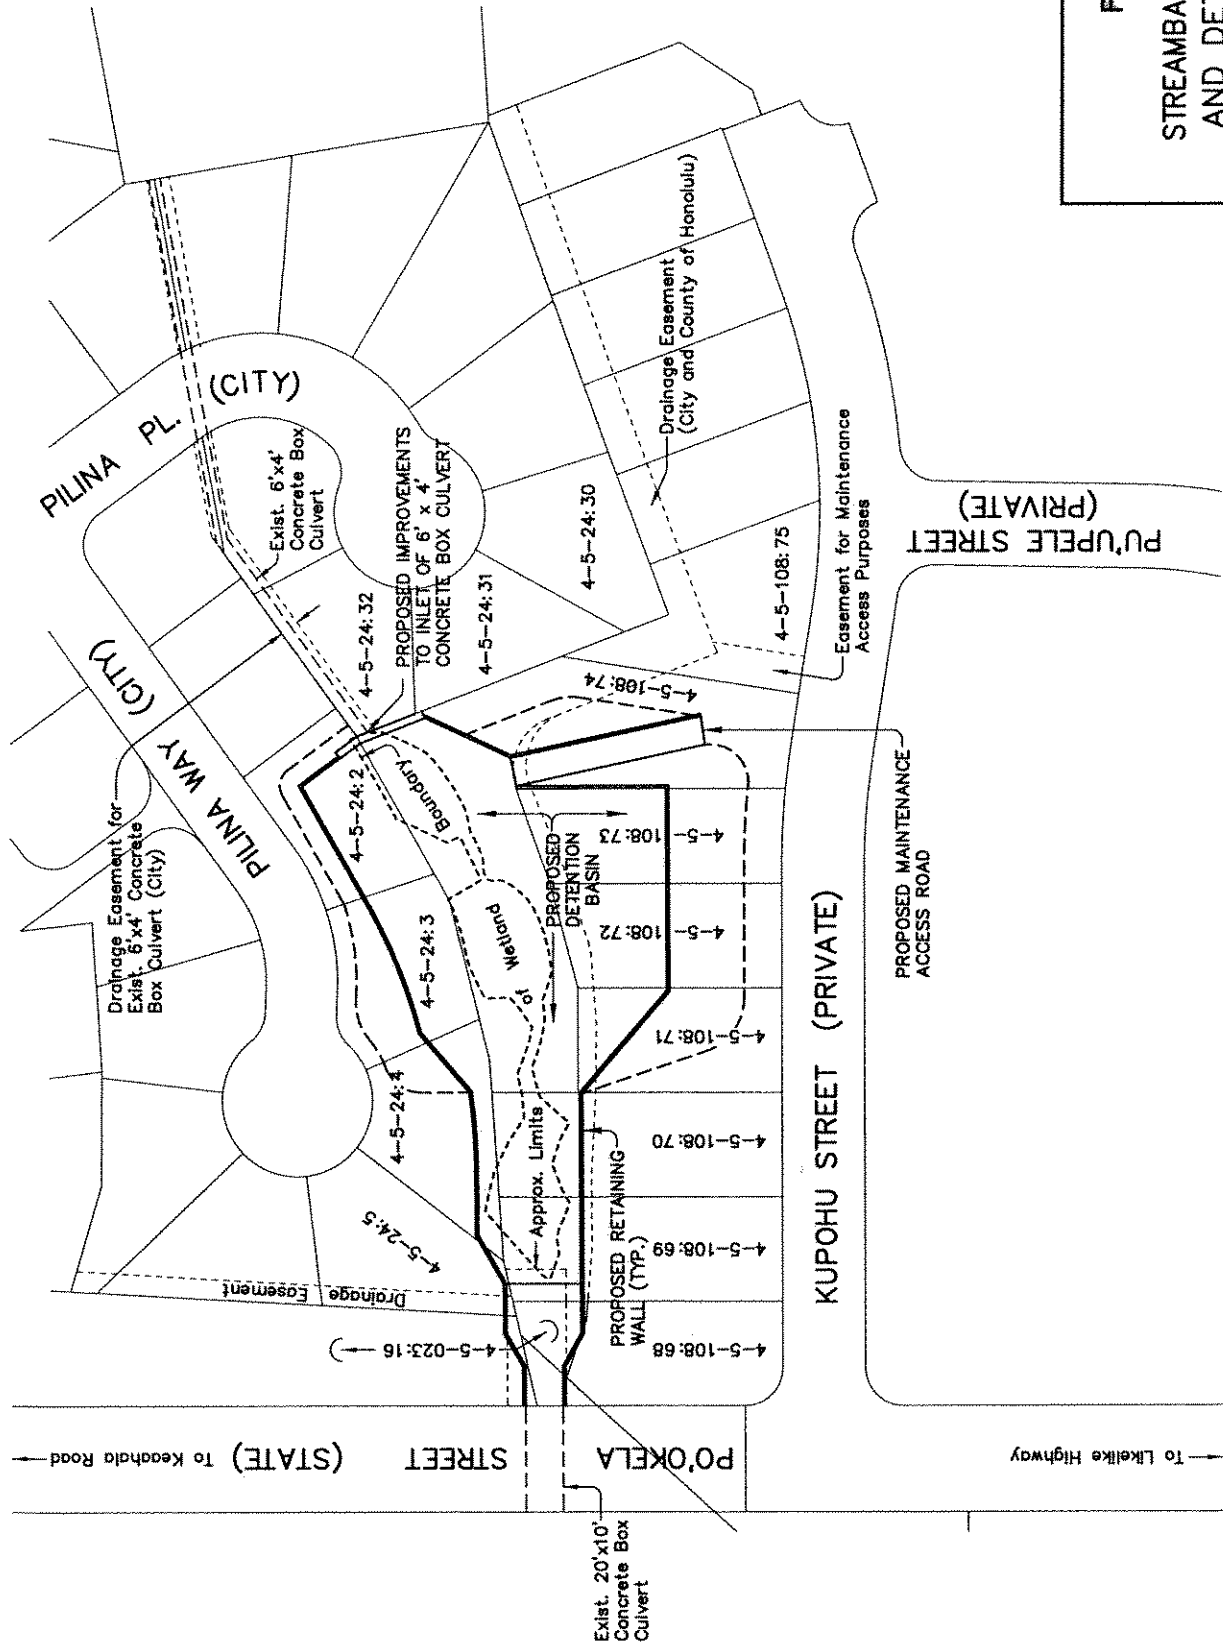 F
STREAMBA
AND DET
PILINA PL. (CITY)
Exist. 6'x4'
Concrete Box
Culvert
PROPOSED IMPROVEMENTS
TO INLET OF 6' x 4'
CONCRETE BOX CULVERT
Drainage Easement
(City and County of Honolulu)
PILINA WAY (CITY)
Drainage Easement for
Exist. 6'x4' Concrete
Box Culvert (City)
4-5-24:32
4-5-24:31
4-5-24:30
4-5-108:75
Easement for Maintenance
Access Purposes
PU'UPELE STREET
(PRIVATE)
4-5-108:74
4-5-24:2
Boundary
4-5-24:3
Wetland
of
Approx. Limits
PROPOSED
DETENTION
BASIN
4-5-108:73
4-5-108:72
4-5-108:71
4-5-108:70
4-5-108:69
4-5-108:68
PROPOSED MAINTENANCE
ACCESS ROAD
4-5-24:4
4-5-24:5
Drainage Easement
4-5-023:16
PROPOSED RETAINING
WALL (TYP.)
KUPOHU STREET (PRIVATE)
PO'OKELA STREET (STATE)
To Keaahala Road
To Likelike Highway
Exist. 20'x10'
Concrete Box
Culvert